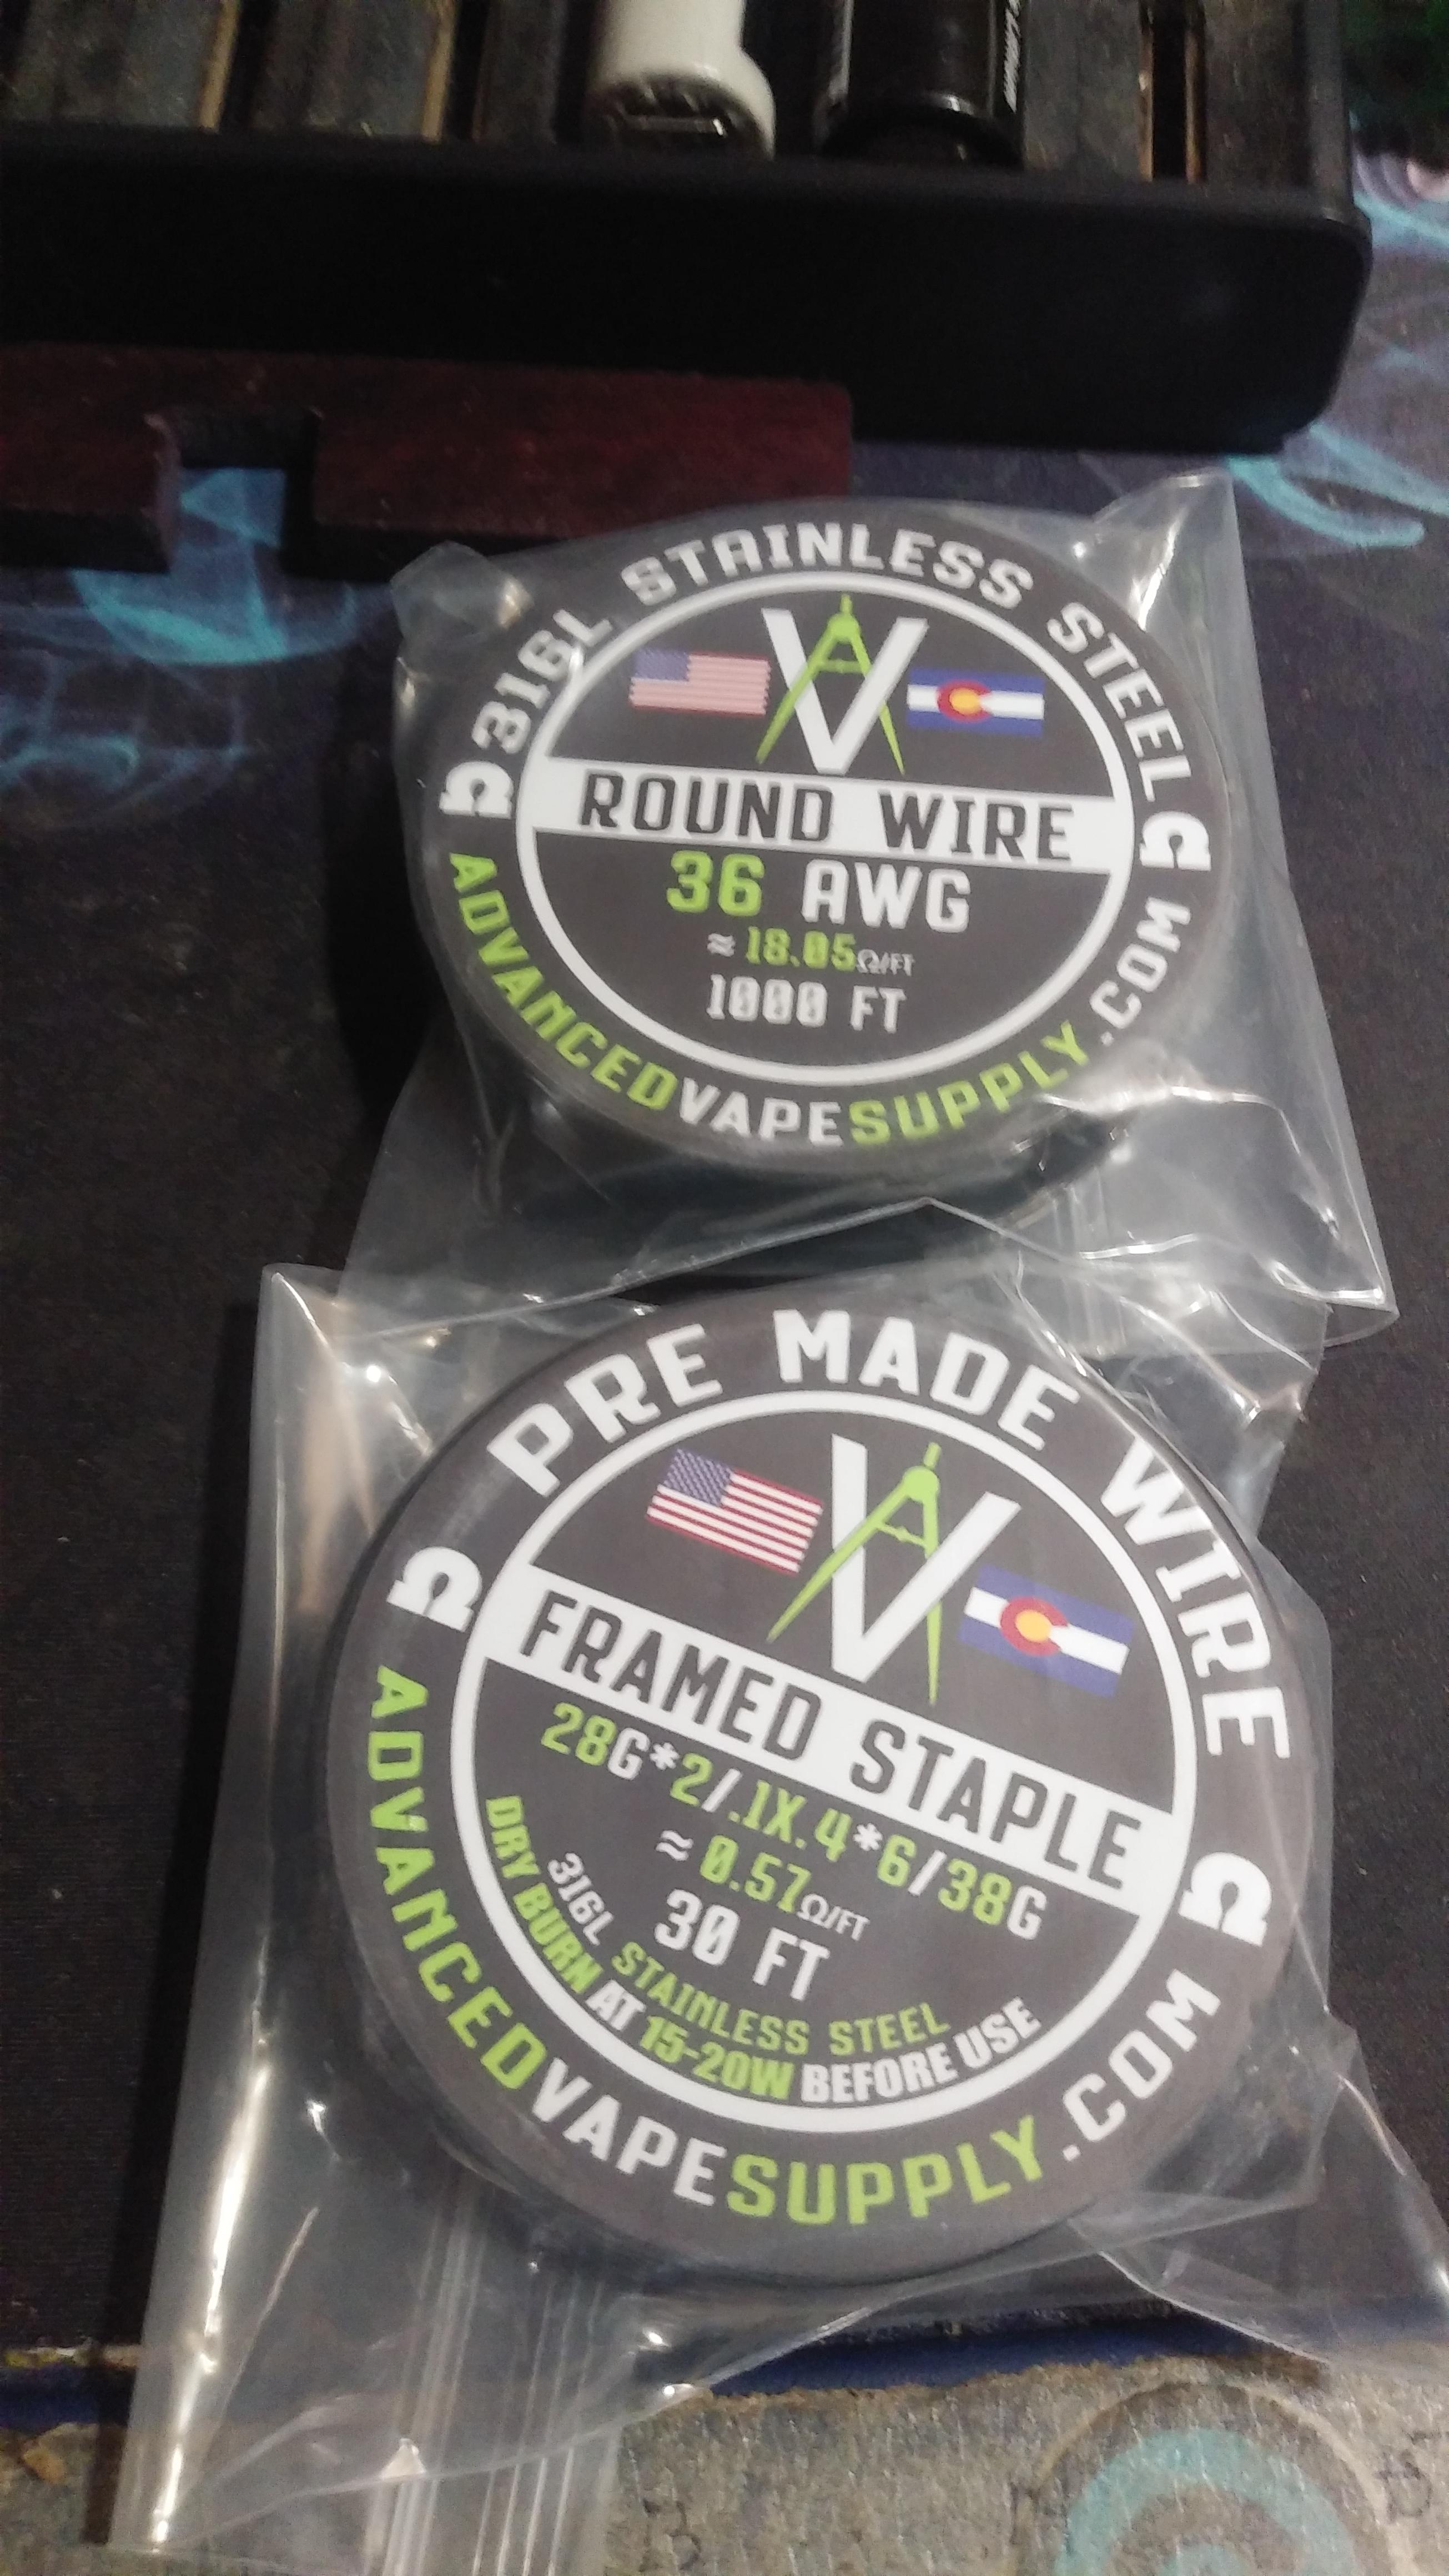 316L STAINLESS STEEL
V
ROUND WIRE
36 AWG
≈ 18.05Ω/FT
1000 FT
Ω Ω
ADVANCEDVAPESUPPLY.COM
PRE MADE WIRE
V
FRAMED STAPLE
28G*2/.1X.4*6/38G
≈ 0.57Ω/FT
30 FT
316L STAINLESS STEEL
DRY BURN AT 15-20W BEFORE USE
Ω Ω
ADVANCEDVAPESUPPLY.COM